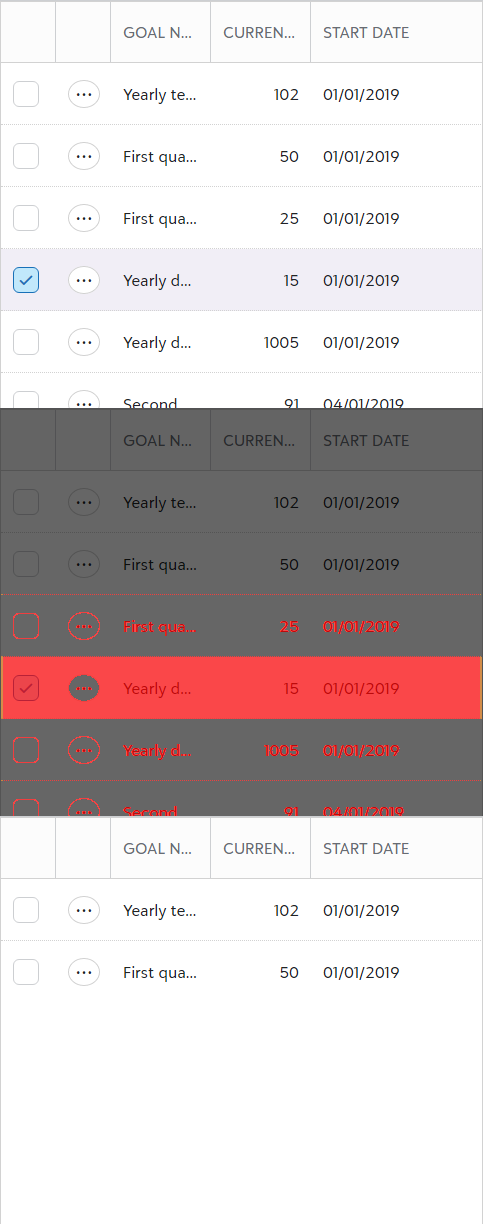 GOAL N... CURREN... START DATE
... Yearly te... 102 01/01/2019
... First qua... 50 01/01/2019
... First qua... 25 01/01/2019
... Yearly d... 15 01/01/2019
... Yearly d... 1005 01/01/2019
... Second 91 04/01/2019
GOAL N... CURREN... START DATE
... Yearly te... 102 01/01/2019
... First qua... 50 01/01/2019
... First qua... 25 01/01/2019
... Yearly d... 15 01/01/2019
... Yearly d... 1005 01/01/2019
... Second 91 04/01/2019
GOAL N... CURREN... START DATE
... Yearly te... 102 01/01/2019
... First qua... 50 01/01/2019